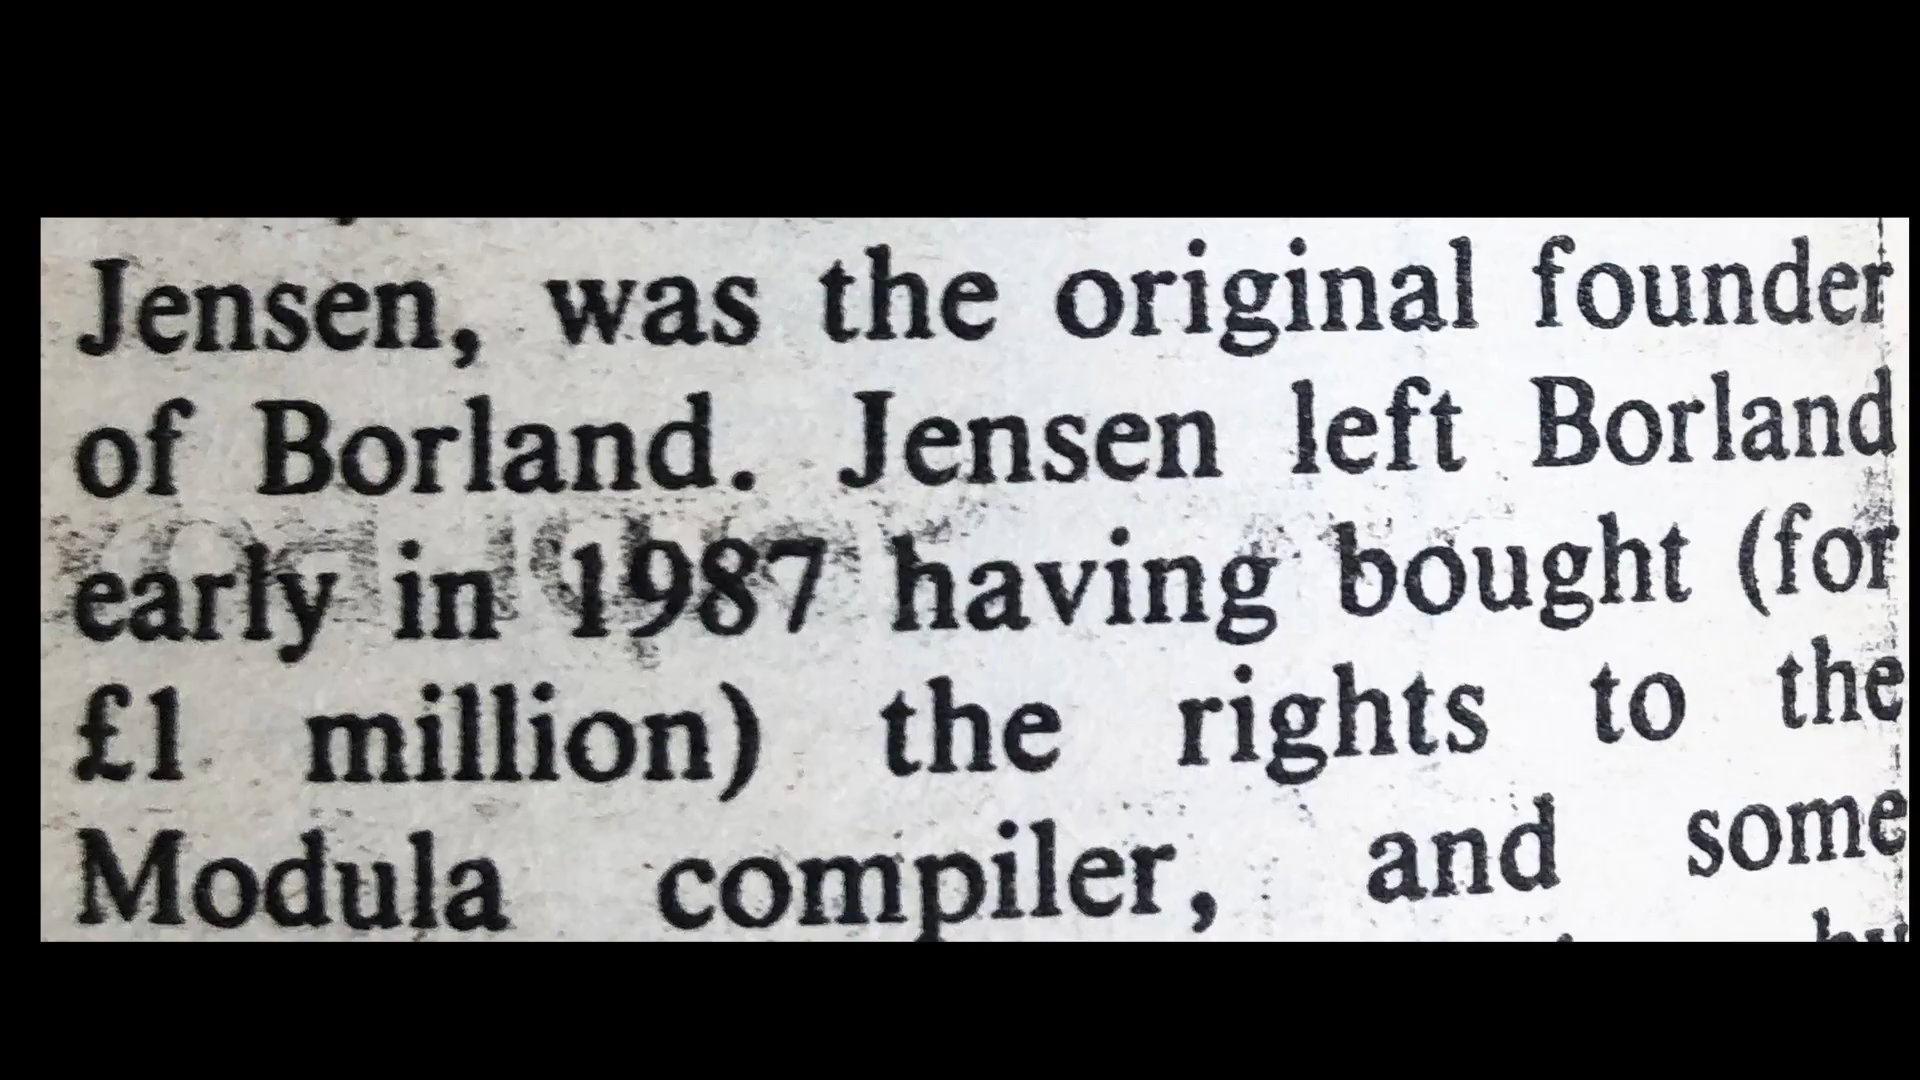 Jensen, was the original founder
of Borland. Jensen left Borland
early in 1987 having bought (for
£1 million) the rights to the
Modula compiler, and some
by